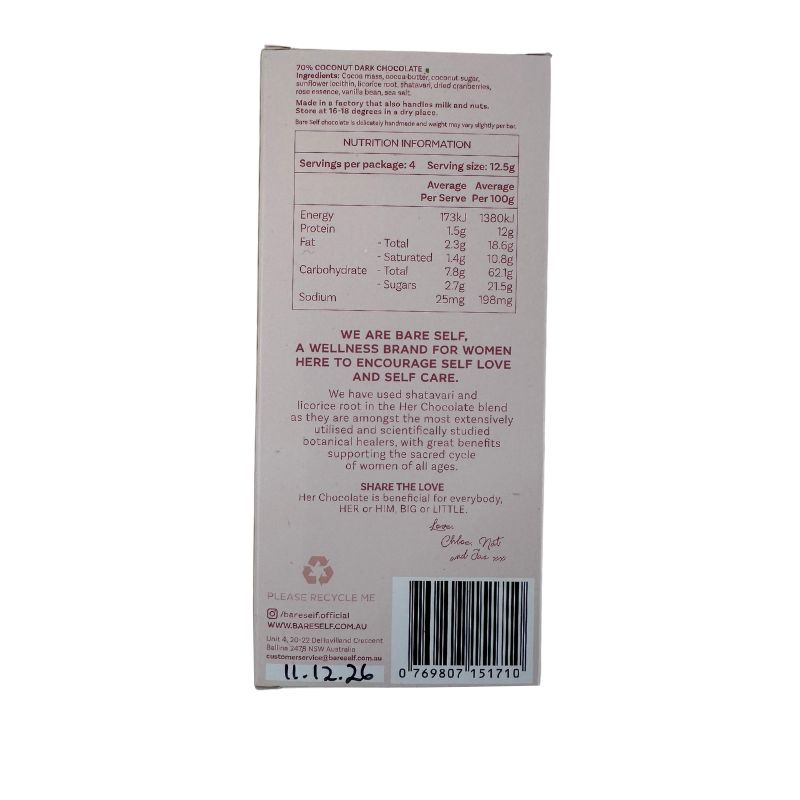 70% COCONUT DARK CHOCOLATE
Ingredients: Cocoa mass, cocoa butter, coconut sugar,
sunflower lecithin, licorice root, shatavari, dried cranberries,
rose essence, vanilla bean, sea salt.
Made in a factory that also handles milk and nuts.
Store at 16-18 degrees in a dry place.
Bare Self chocolate is delicately handmade and weight may vary slightly per bar.
NUTRITION INFORMATION
Servings per package: 4 Serving size: 12.5g
Average Average
Per Serve Per 100g
Energy 173kJ 1380kJ
Protein 1.5g 12g
Fat - Total 2.3g 18.6g
- Saturated 1.4g 10.8g
Carbohydrate - Total 7.8g 62.1g
- Sugars 2.7g 21.5g
Sodium 25mg 198mg
WE ARE BARE SELF,
A WELLNESS BRAND FOR WOMEN
HERE TO ENCOURAGE SELF LOVE
AND SELF CARE.
We have used shatavari and
licorice root in the Her Chocolate blend
as they are amongst the most extensively
utilised and scientifically studied
botanical healers, with great benefits
supporting the sacred cycle
of women of all ages.
SHARE THE LOVE
Her Chocolate is beneficial for everybody,
HER or HIM, BIG or LITTLE.
Love,
Chloe, Nat
and Jas xxx
PLEASE RECYCLE ME
/bareself.official
WWW.BARESELF.COM.AU
Unit 4, 20-22 DeHavilland Crescent
Ballina 2478 NSW Australia
customerservice@bareself.com.au
11.12.26
0 769807 151710